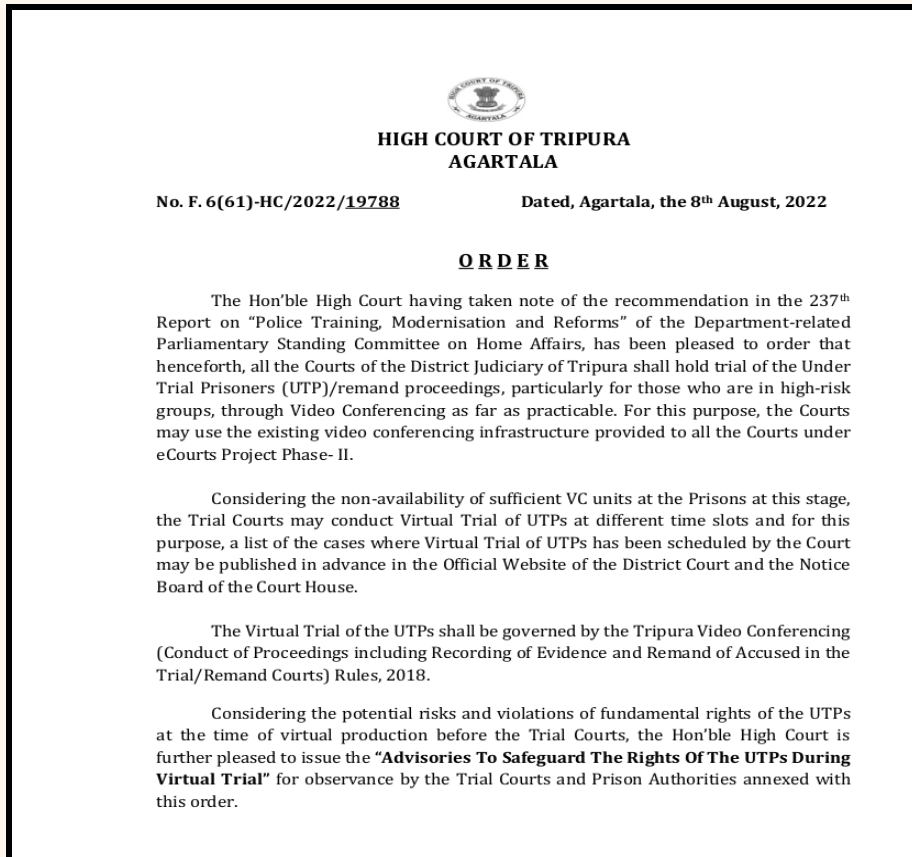 HIGH COURT OF TRIPURA
AGARTALA
HIGH COURT OF TRIPURA
AGARTALA
No. F. 6(61)-HC/2022/19788 Dated, Agartala, the 8th August, 2022
O R D E R
The Hon’ble High Court having taken note of the recommendation in the 237th
Report on “Police Training, Modernisation and Reforms” of the Department-related
Parliamentary Standing Committee on Home Affairs, has been pleased to order that
henceforth, all the Courts of the District Judiciary of Tripura shall hold trial of the Under
Trial Prisoners (UTP)/remand proceedings, particularly for those who are in high-risk
groups, through Video Conferencing as far as practicable. For this purpose, the Courts
may use the existing video conferencing infrastructure provided to all the Courts under
eCourts Project Phase- II.
Considering the non-availability of sufficient VC units at the Prisons at this stage,
the Trial Courts may conduct Virtual Trial of UTPs at different time slots and for this
purpose, a list of the cases where Virtual Trial of UTPs has been scheduled by the Court
may be published in advance in the Official Website of the District Court and the Notice
Board of the Court House.
The Virtual Trial of the UTPs shall be governed by the Tripura Video Conferencing
(Conduct of Proceedings including Recording of Evidence and Remand of Accused in the
Trial/Remand Courts) Rules, 2018.
Considering the potential risks and violations of fundamental rights of the UTPs
at the time of virtual production before the Trial Courts, the Hon’ble High Court is
further pleased to issue the “Advisories To Safeguard The Rights Of The UTPs During
Virtual Trial” for observance by the Trial Courts and Prison Authorities annexed with
this order.